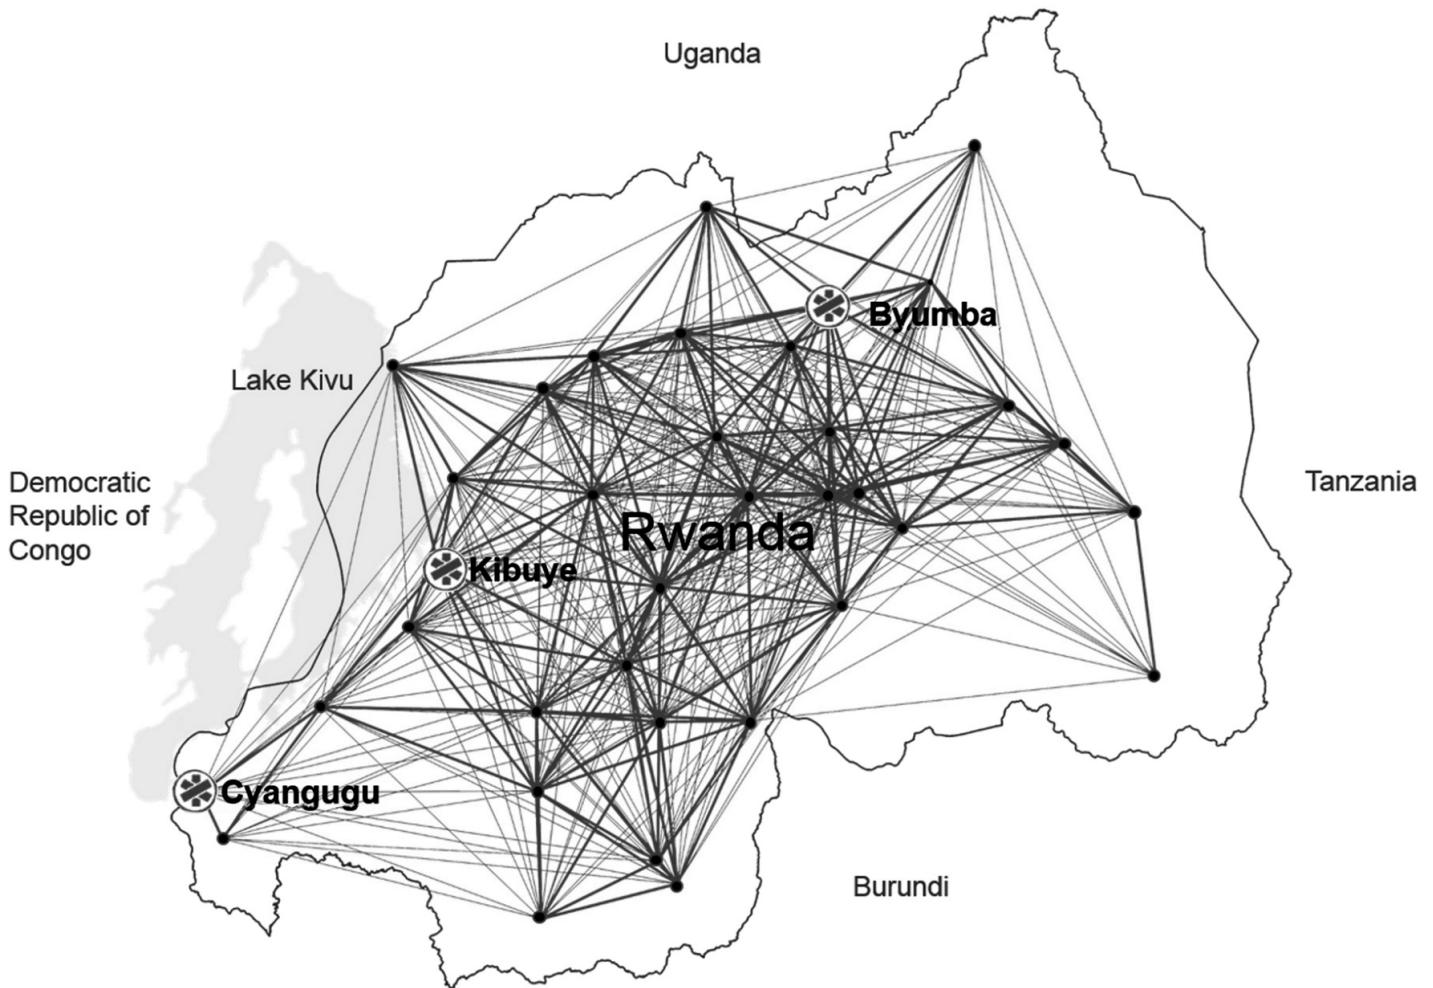 Uganda
Byumba
Lake Kivu
Democratic
Republic of
Congo
Tanzania
Rwanda
Kibuye
Cyangugu
Burundi